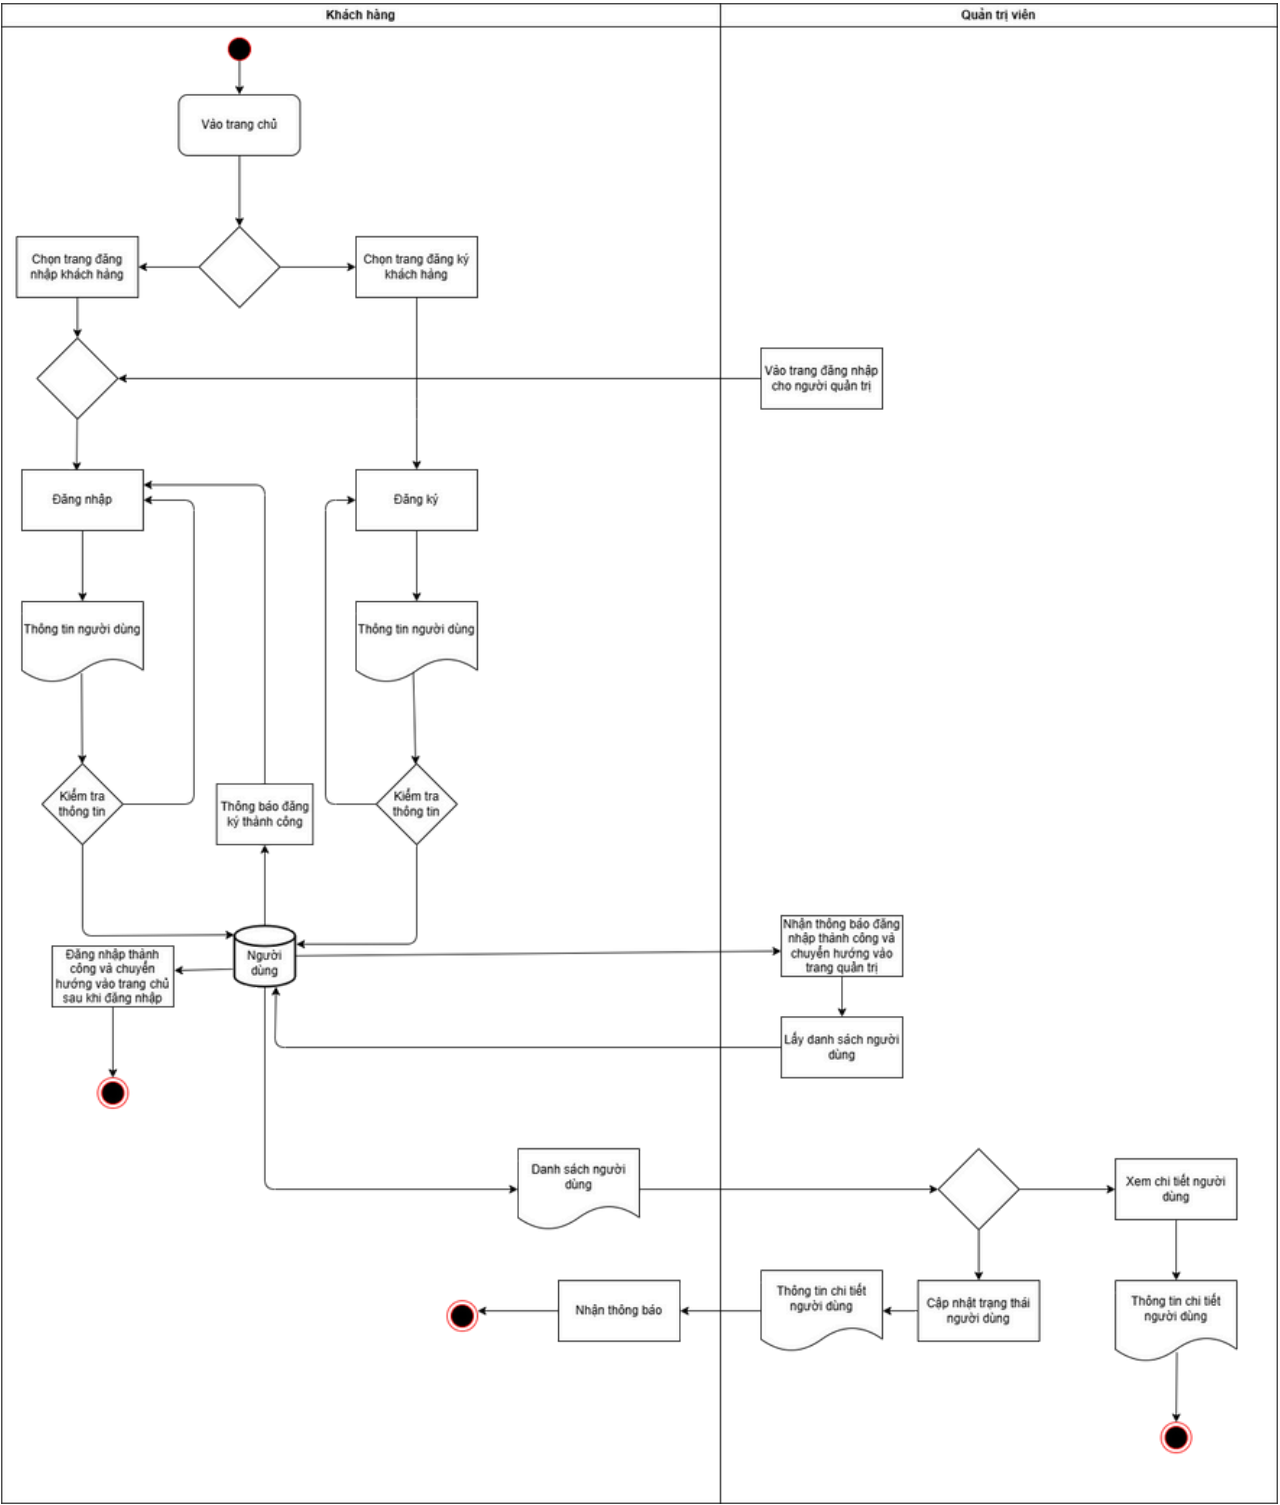 Khách hàng
Quản trị viên
Vào trang chủ
Chọn trang đăng
nhập khách hàng
Chọn trang đăng ký
khách hàng
Vào trang đăng nhập
cho người quản trị
Đăng nhập
Đăng ký
Thông tin người dùng
Thông tin người dùng
Kiểm tra
thông tin
Thông báo đăng
ký thành công
Kiểm tra
thông tin
Đăng nhập thành
công và chuyển
hướng vào trang chủ
sau khi đăng nhập
Người
dùng
Nhận thông báo đăng
nhập thành công và
chuyển hướng vào
trang quản trị
Lấy danh sách người
dùng
Danh sách người
dùng
Xem chi tiết người
dùng
Nhận thông báo
Thông tin chi tiết
người dùng
Cập nhật trạng thái
người dùng
Thông tin chi tiết
người dùng